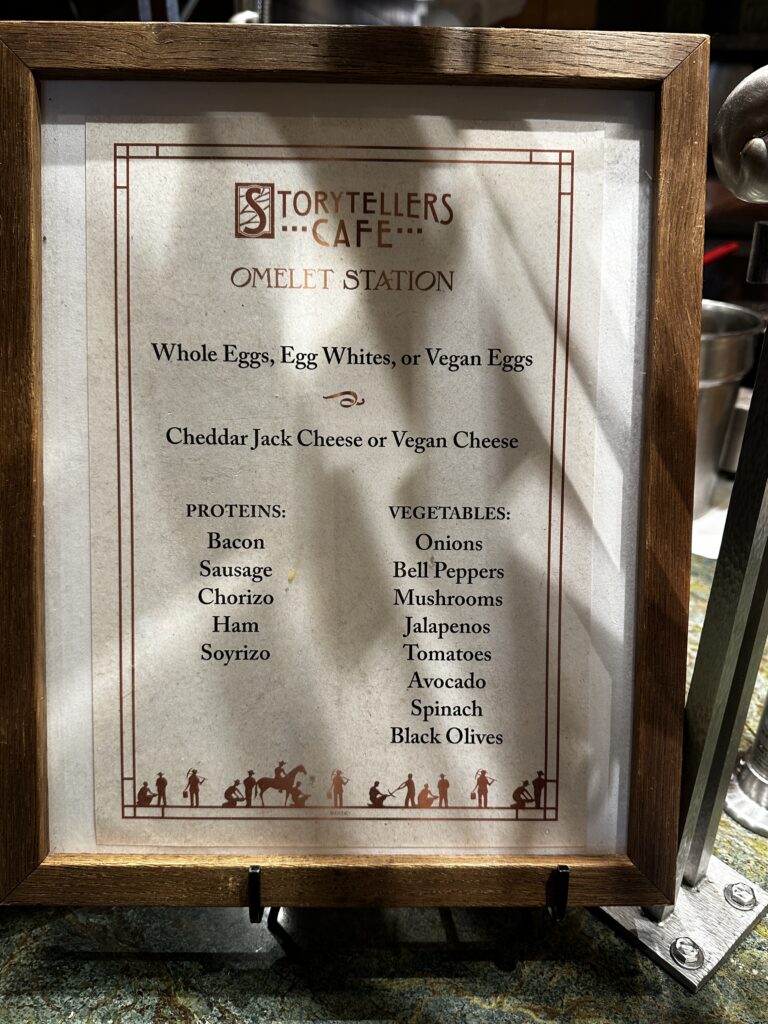 STORYTELLERS
CAFE
OMELET STATION
Whole Eggs, Egg Whites, or Vegan Eggs
Cheddar Jack Cheese or Vegan Cheese
PROTEINS:
Bacon
Sausage
Chorizo
Ham
Soyrizo
VEGETABLES:
Onions
Bell Peppers
Mushrooms
Jalapenos
Tomatoes
Avocado
Spinach
Black Olives